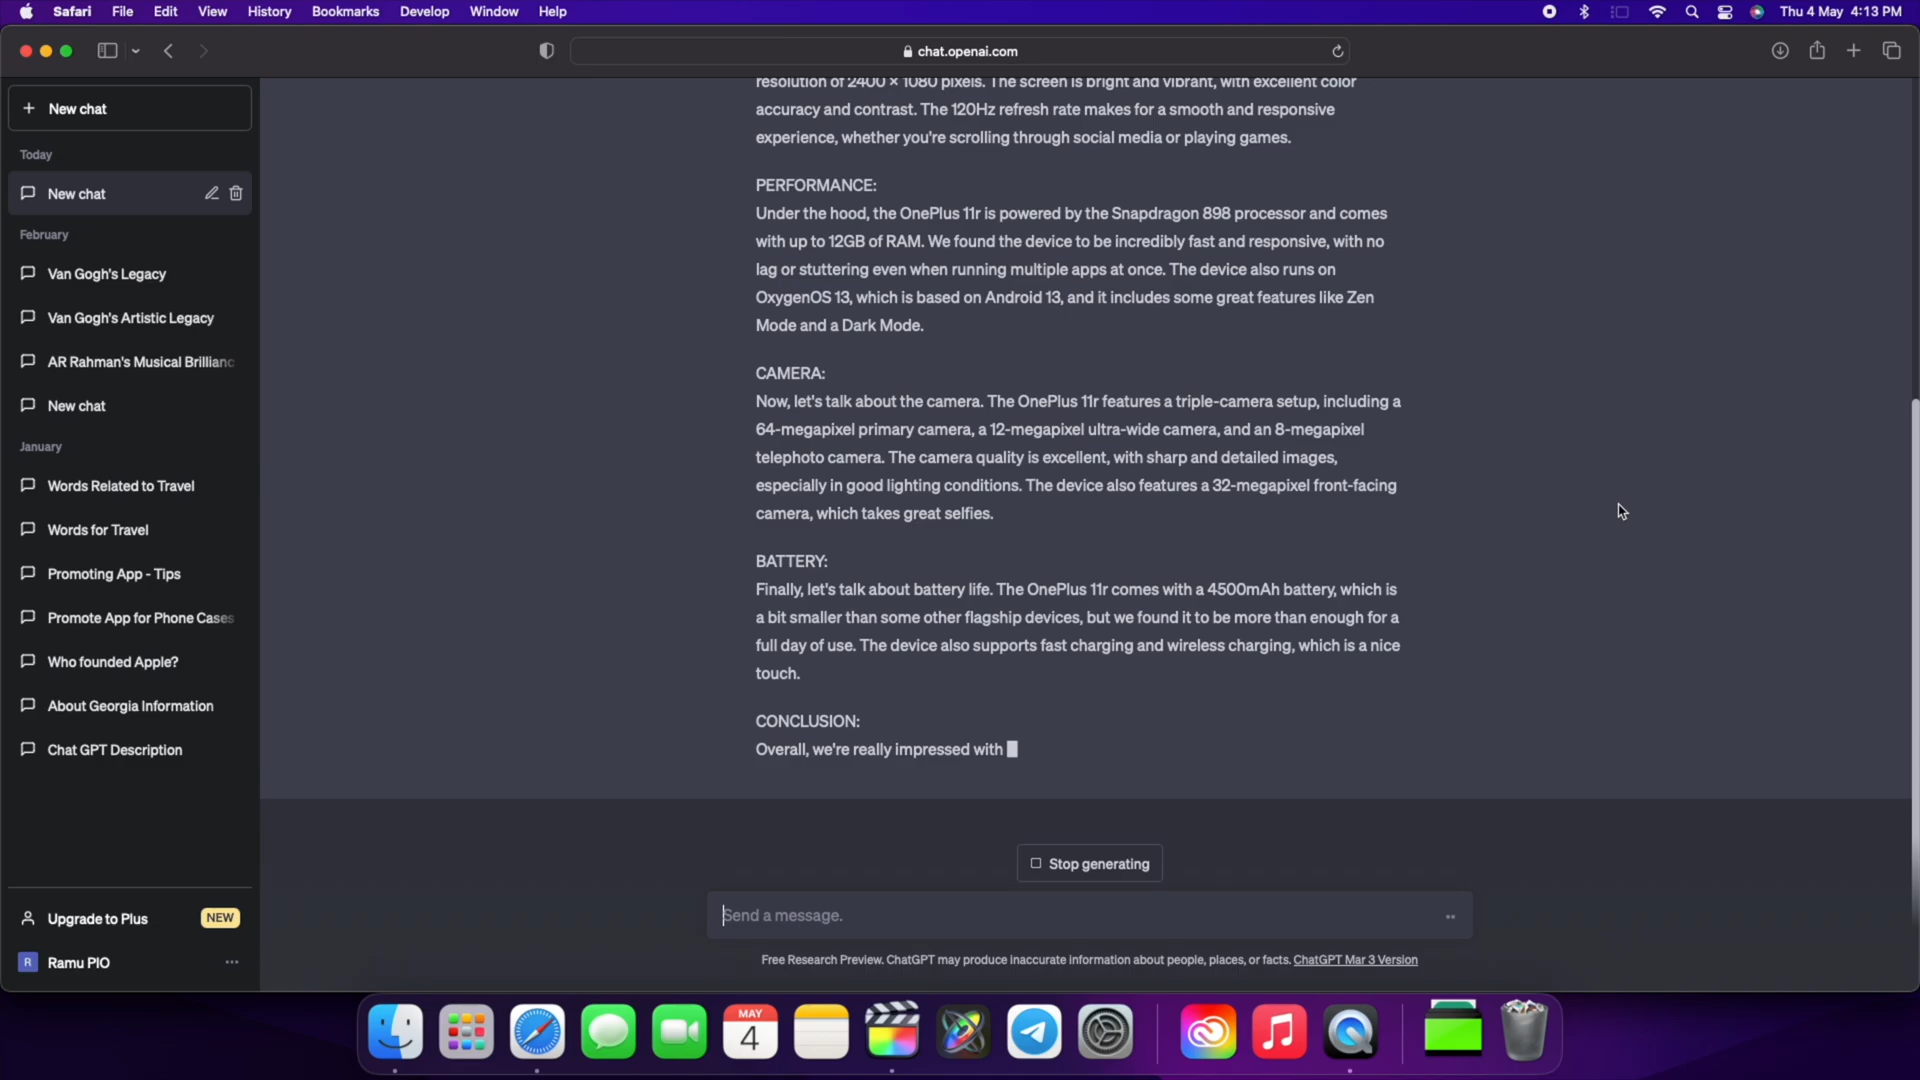 Safari File Edit View History Bookmarks Develop Window Help Thu 4 May 4:13 PM
chat.openai.com
+ New chat
Today
New chat
February
Van Gogh's Legacy
Van Gogh's Artistic Legacy
AR Rahman's Musical Brillianc
New chat
January
Words Related to Travel
Words for Travel
Promoting App - Tips
Promote App for Phone Cases
Who founded Apple?
About Georgia Information
Chat GPT Description
Upgrade to Plus NEW
R Ramu PIO
resolution of 2400 × 1080 pixels. The screen is bright and vibrant, with excellent color
accuracy and contrast. The 120Hz refresh rate makes for a smooth and responsive
experience, whether you're scrolling through social media or playing games.
PERFORMANCE:
Under the hood, the OnePlus 11r is powered by the Snapdragon 898 processor and comes
with up to 12GB of RAM. We found the device to be incredibly fast and responsive, with no
lag or stuttering even when running multiple apps at once. The device also runs on
OxygenOS 13, which is based on Android 13, and it includes some great features like Zen
Mode and a Dark Mode.
CAMERA:
Now, let's talk about the camera. The OnePlus 11r features a triple-camera setup, including a
64-megapixel primary camera, a 12-megapixel ultra-wide camera, and an 8-megapixel
telephoto camera. The camera quality is excellent, with sharp and detailed images,
especially in good lighting conditions. The device also features a 32-megapixel front-facing
camera, which takes great selfies.
BATTERY:
Finally, let's talk about battery life. The OnePlus 11r comes with a 4500mAh battery, which is
a bit smaller than some other flagship devices, but we found it to be more than enough for a
full day of use. The device also supports fast charging and wireless charging, which is a nice
touch.
CONCLUSION:
Overall, we're really impressed with
Stop generating
Send a message.
Free Research Preview. ChatGPT may produce inaccurate information about people, places, or facts. ChatGPT Mar 3 Version
MAY
4